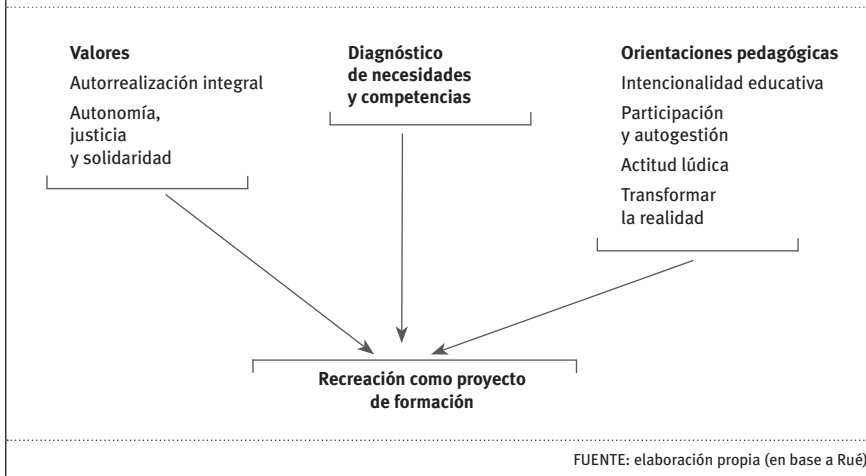 Valores
Autorrealización integral
Autonomía,
justicia
y solidaridad
Diagnóstico
de necesidades
y competencias
Orientaciones pedagógicas
Intencionalidad educativa
Participación
y autogestión
Actitud lúdica
Transformar
la realidad
Recreación como proyecto
de formación
FUENTE: elaboración propia (en base a Rué)